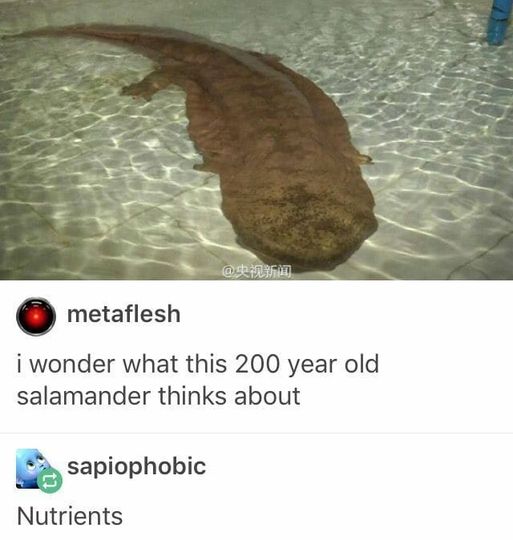 @央视新闻
metaflesh
i wonder what this 200 year old
salamander thinks about
sapiophobic
Nutrients